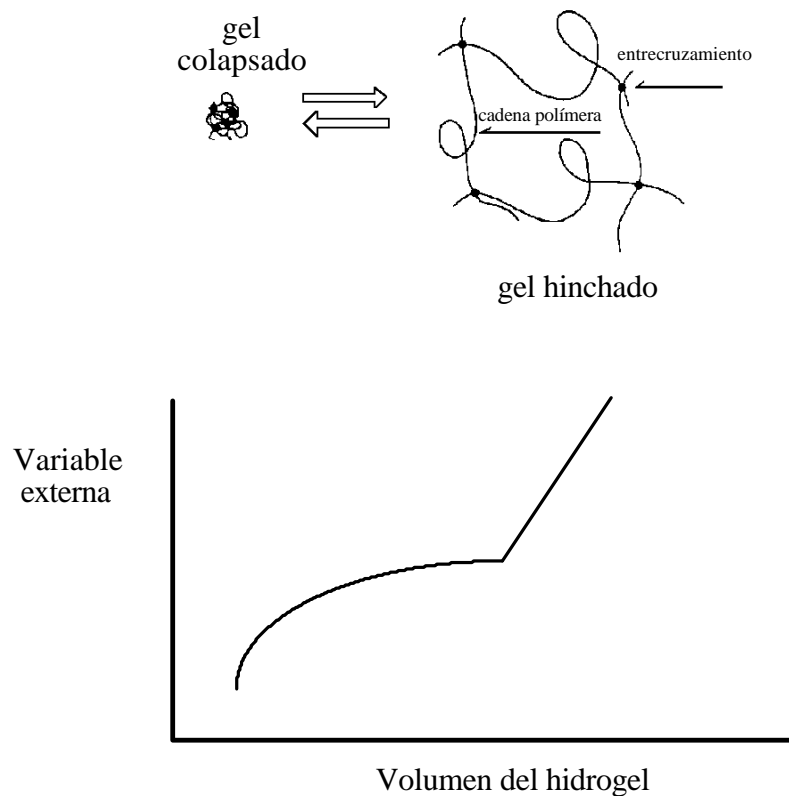 gel
colapsado
entrecruzamiento
cadena polímera
gel hinchado
Variable
externa
Volumen del hidrogel